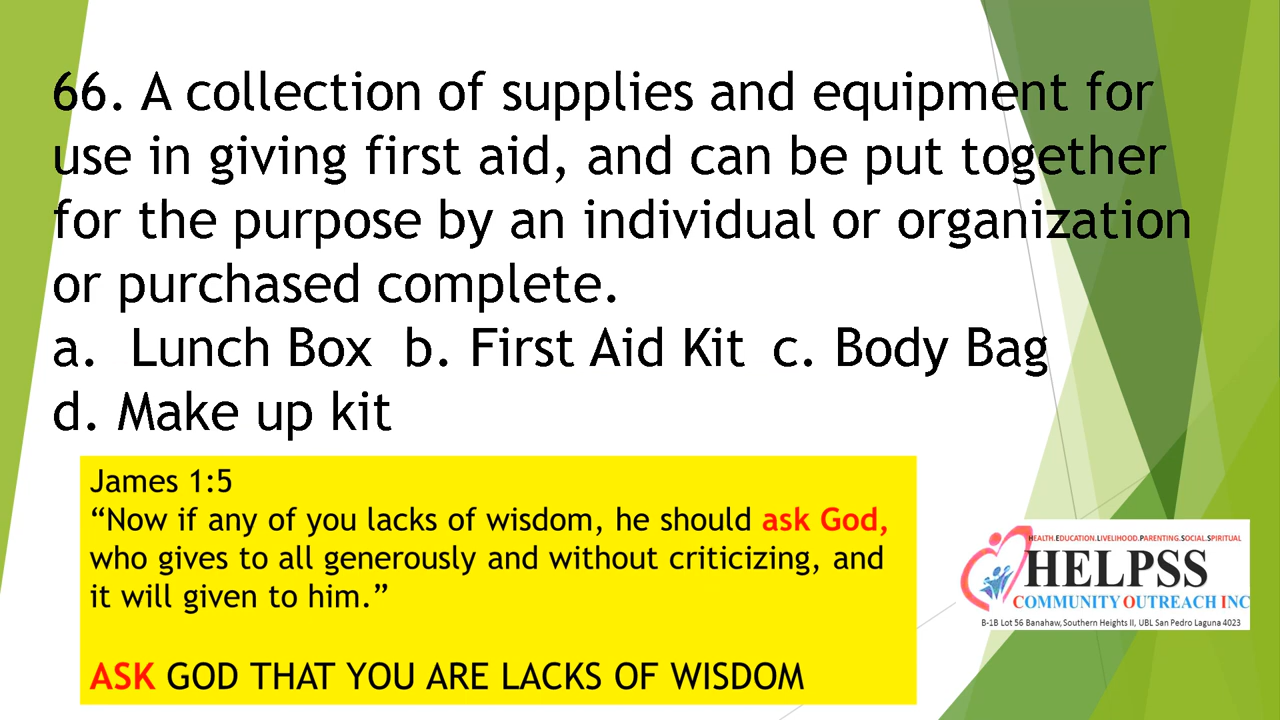 66. A collection of supplies and equipment for
use in giving first aid, and can be put together
for the purpose by an individual or organization
or purchased complete.
a. Lunch Box b. First Aid Kit c. Body Bag
d. Make up kit
James 1:5
“Now if any of you lacks of wisdom, he should ask God,
who gives to all generously and without criticizing, and
it will given to him.”
ASK GOD THAT YOU ARE LACKS OF WISDOM
HEALTH.EDUCATION.LIVELIHOOD.PARENTING.SOCIAL.SPIRITUAL
HELPSS
COMMUNITY OUTREACH INC
B-1B Lot 56 Banahaw, Southern Heights II, UBL San Pedro Laguna 4023